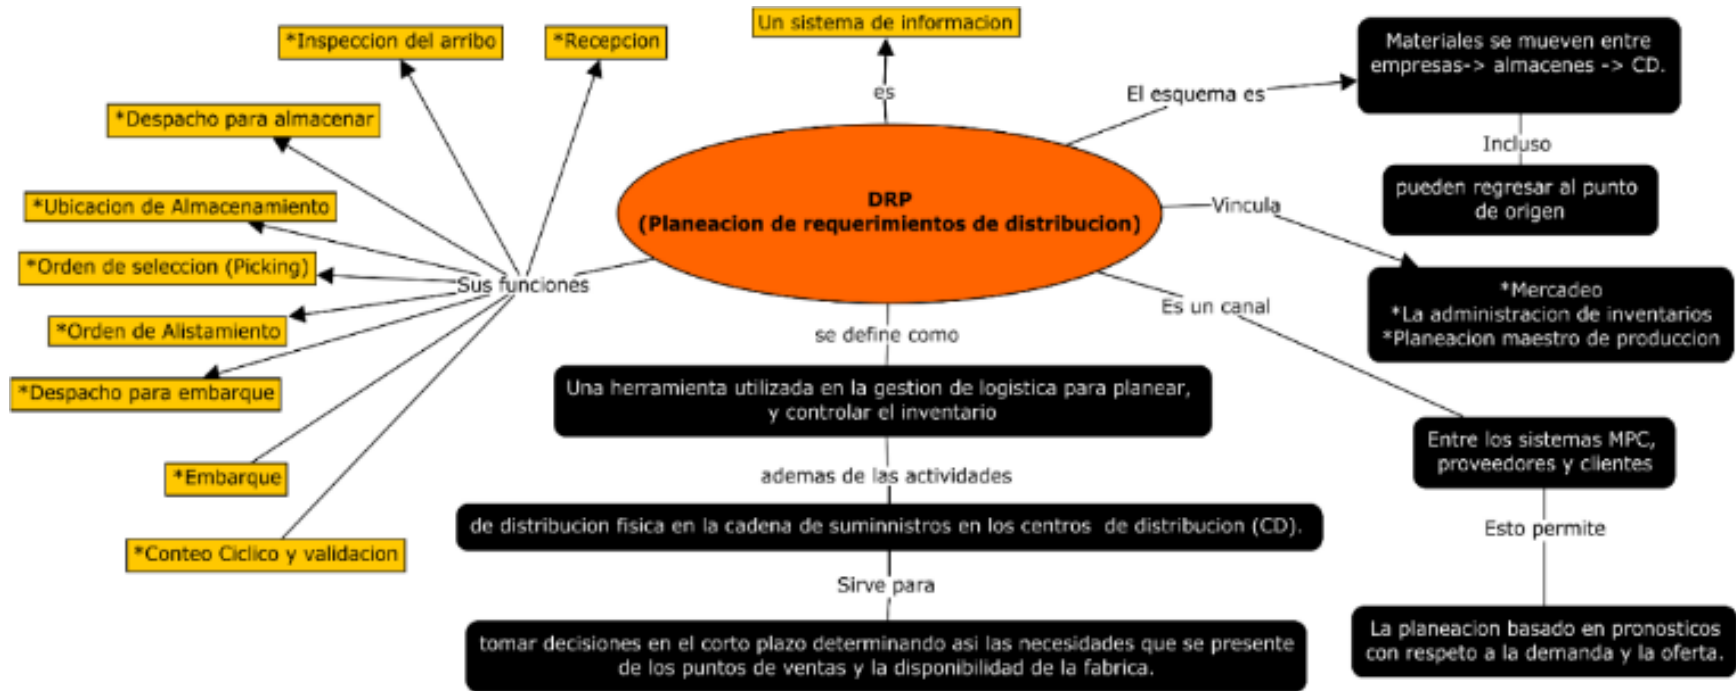 Un sistema de informacion
*Inspeccion del arribo
*Recepcion
Materiales se mueven entre
empresas-> almacenes -> CD.
es
El esquema es
*Despacho para almacenar
Incluso
DRP
(Planeacion de requerimientos de distribucion)
pueden regresar al punto
de origen
*Ubicacion de Almacenamiento
Vincula
*Orden de seleccion (Picking)
Sus funciones
*Mercadeo
*La administracion de inventarios
*Planeacion maestro de produccion
Es un canal
*Orden de Alistamiento
se define como
*Despacho para embarque
Una herramienta utilizada en la gestion de logistica para planear,
y controlar el inventario
Entre los sistemas MPC,
proveedores y clientes
*Embarque
ademas de las actividades
de distribucion fisica en la cadena de suminnistros en los centros de distribucion (CD).
Esto permite
*Conteo Ciclico y validacion
Sirve para
tomar decisiones en el corto plazo determinando asi las necesidades que se presente
de los puntos de ventas y la disponibilidad de la fabrica.
La planeacion basado en pronosticos
con respeto a la demanda y la oferta.